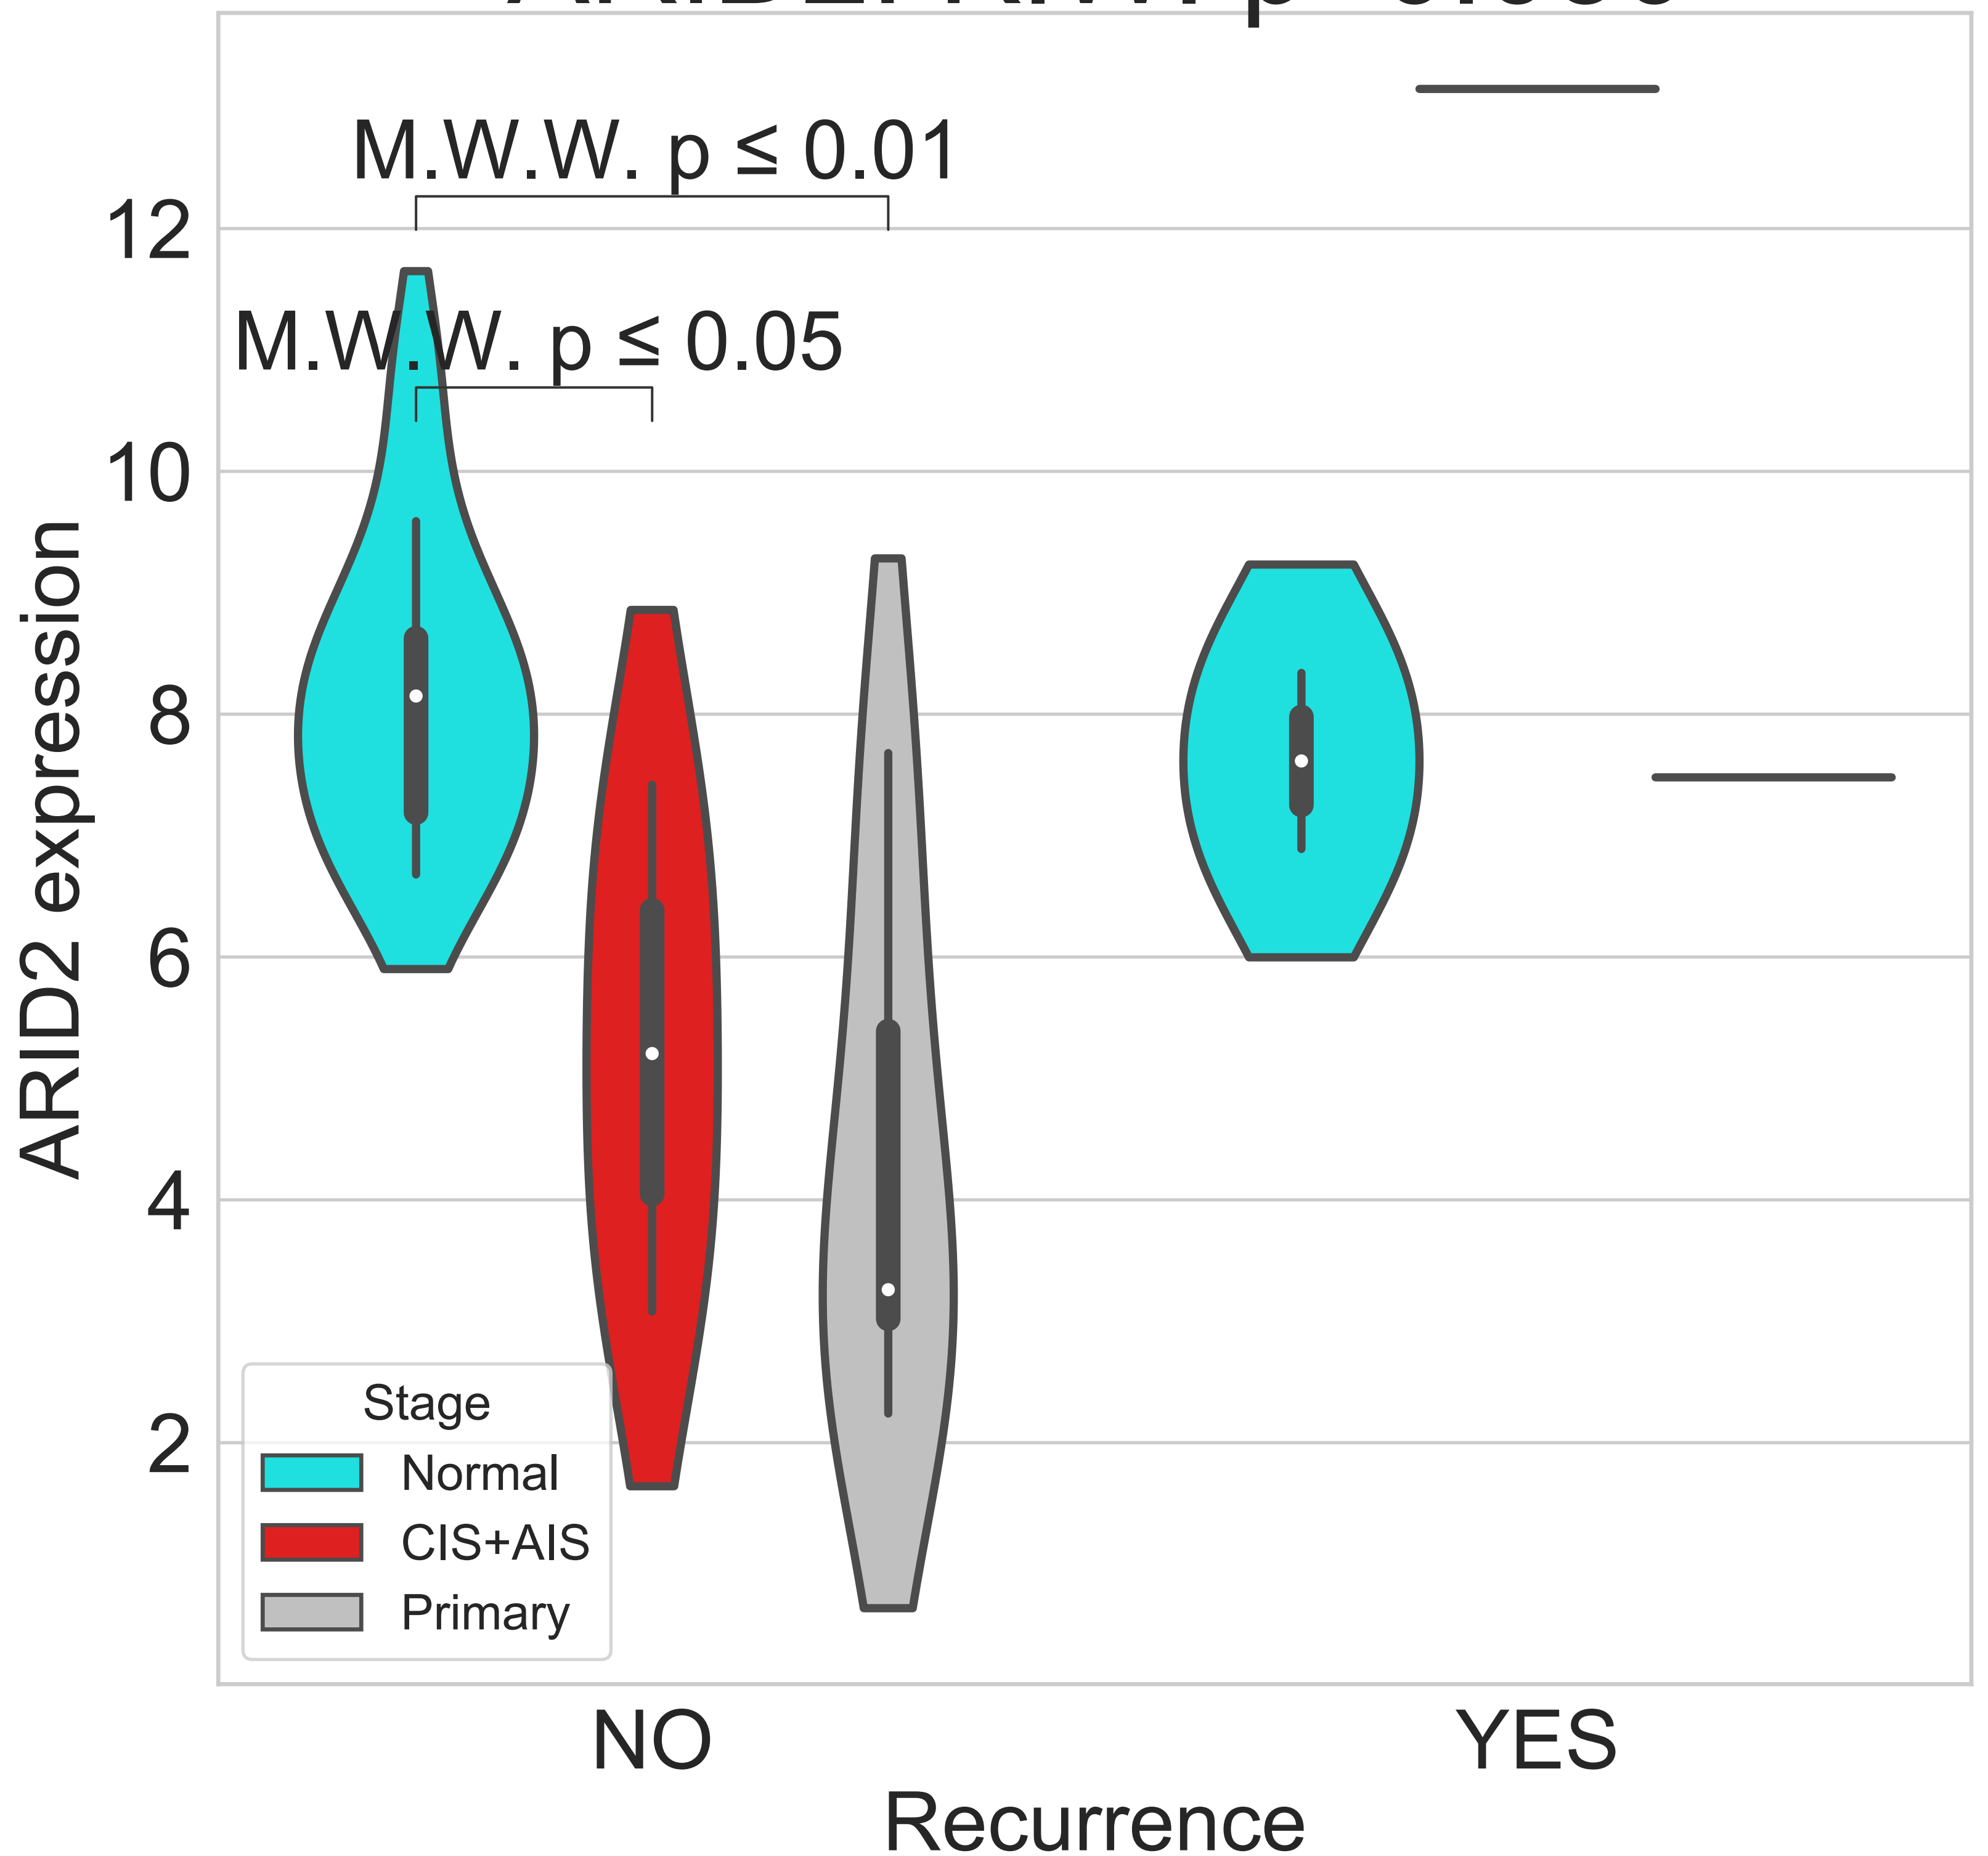 M.W.W. p ≤ 0.01
M.W.W. p ≤ 0.05
12
10
8
6
4
2
ARID2 expression
Stage
Normal
CIS+AIS
Primary
NO
YES
Recurrence